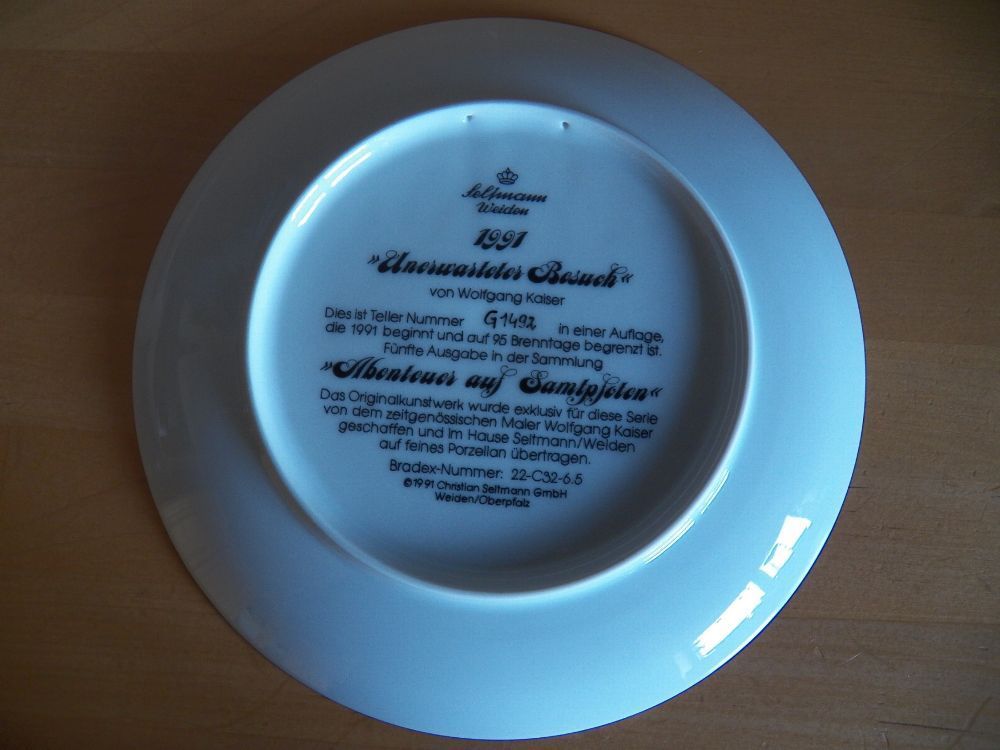 Seltmann
Weiden
1991
»Unerwarteter Besuch«
von Wolfgang Kaiser
Dies ist Teller Nummer G1492 in einer Auflage,
die 1991 beginnt und auf 95 Brenntage begrenzt ist.
Fünfte Ausgabe in der Sammlung
»Abenteuer auf Samtpfoten«
Das Originalkunstwerk wurde exklusiv für diese Serie
von dem zeitgenössischen Maler Wolfgang Kaiser
geschaffen und im Hause Seltmann/Weiden
auf feines Porzellan übertragen.
Bradex-Nummer: 22-C32-6.5
©1991 Christian Seltmann GmbH
Weiden/Oberpfalz